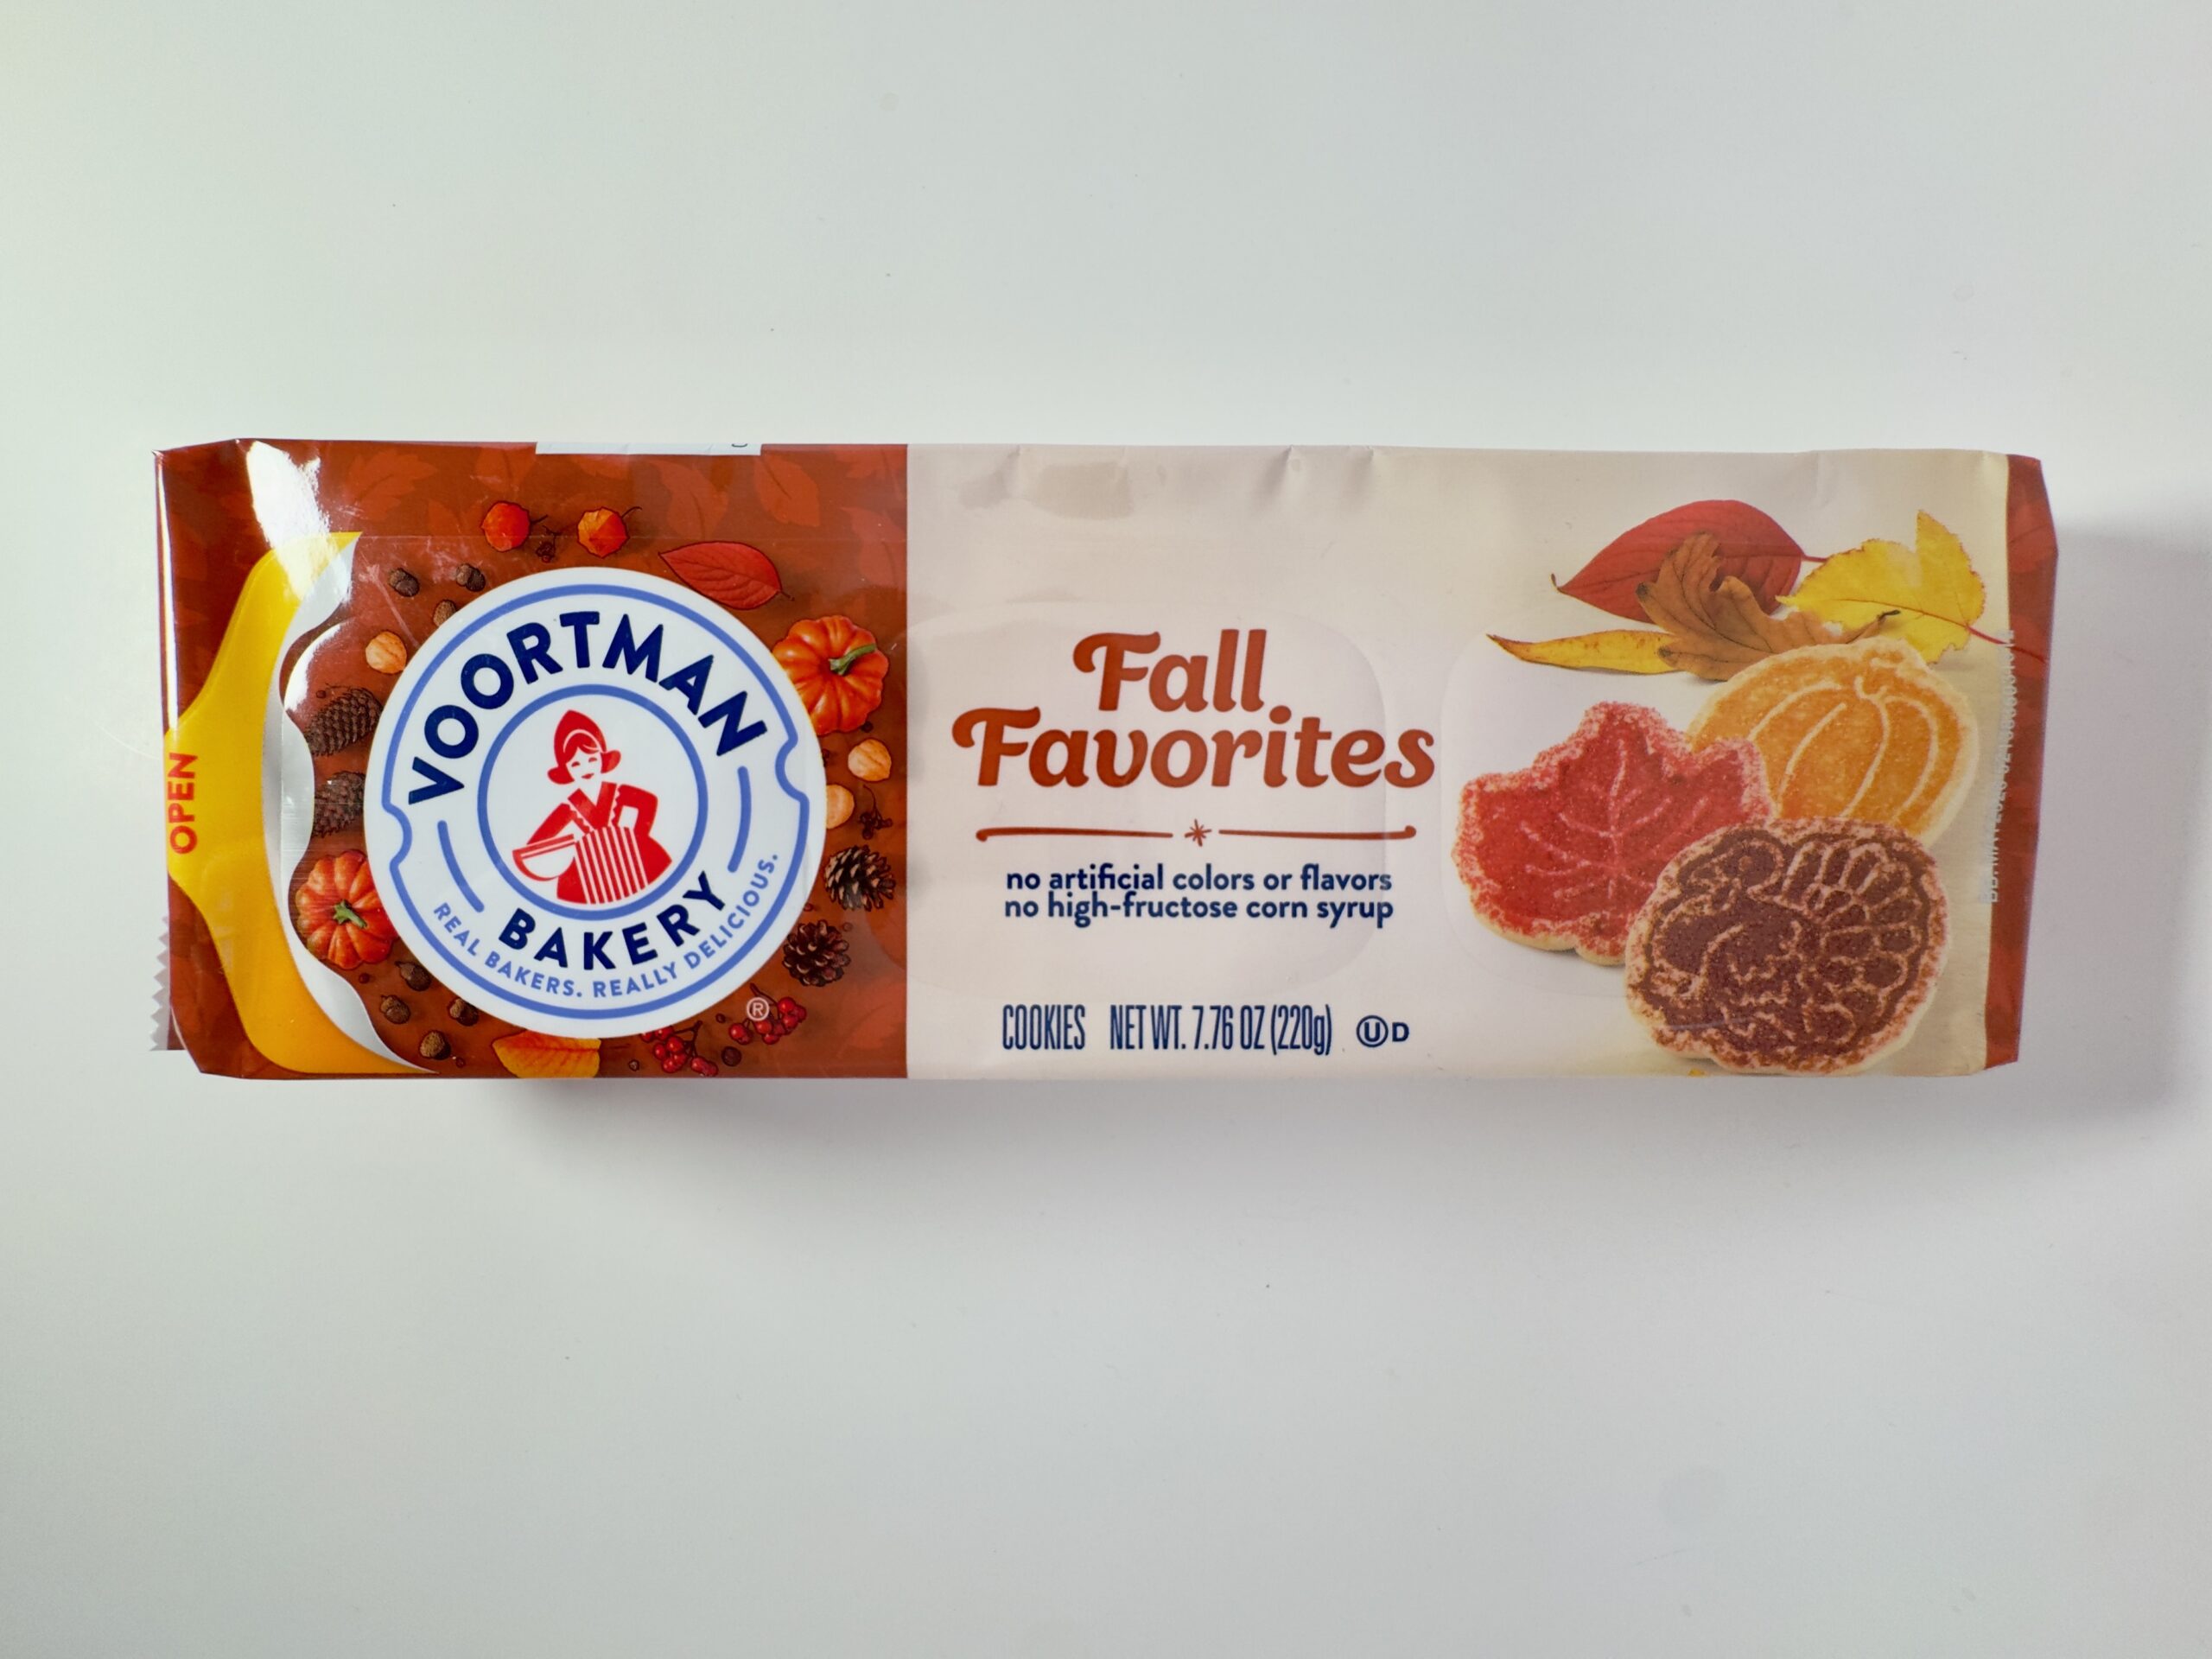 OPEN
VOORTMAN
BAKERY
REAL BAKERS. REALLY DELICIOUS.
®
Fall
Favorites
no artificial colors or flavors
no high-fructose corn syrup
COOKIES NET WT. 7.76 OZ (220g) U D